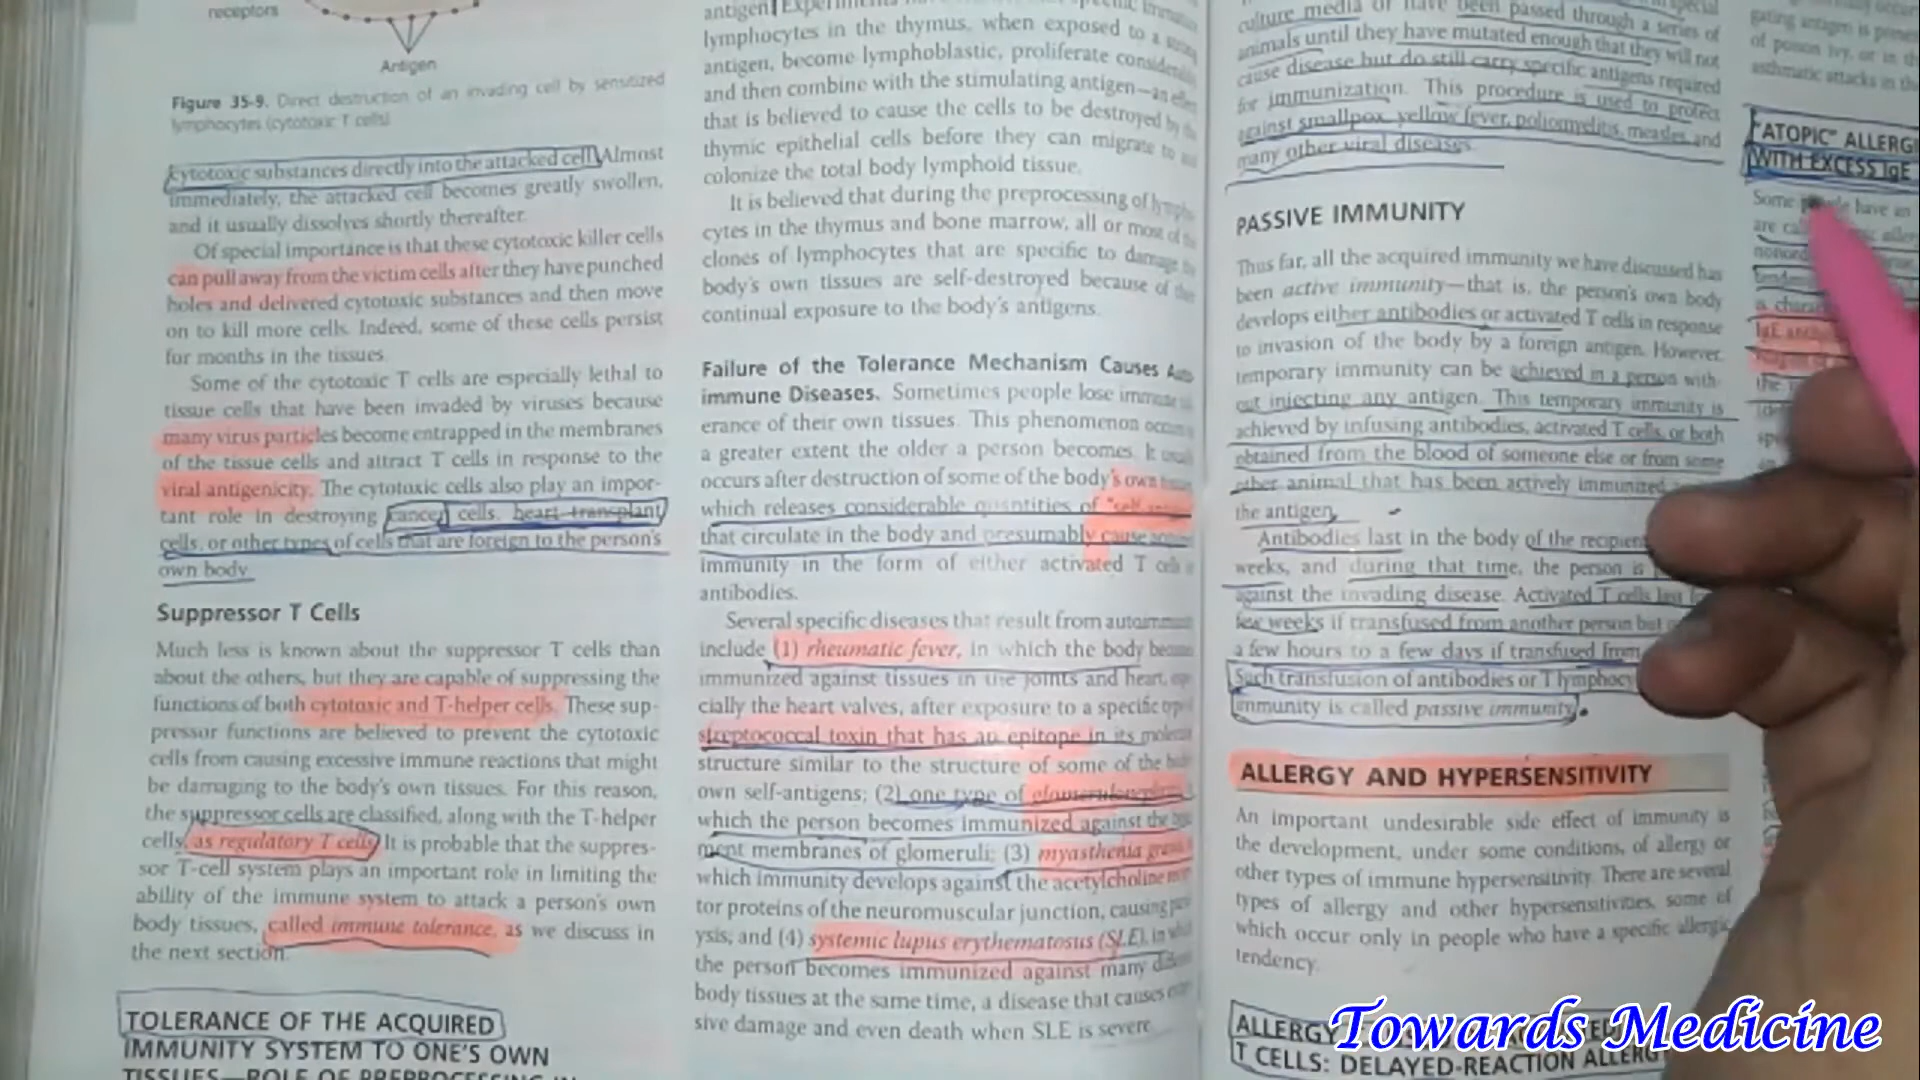 receptors
Antigen
Figure 35-9. Direct destruction of an invading cell by sensitized
lymphocytes (cytotoxic T cells)
cytotoxic substances directly into the attacked cell. Almost
immediately, the attacked cell becomes greatly swollen,
and it usually dissolves shortly thereafter.
Of special importance is that these cytotoxic killer cells
can pull away from the victim cells after they have punched
holes and delivered cytotoxic substances and then move
on to kill more cells. Indeed, some of these cells persist
for months in the tissues.
Some of the cytotoxic T cells are especially lethal to
tissue cells that have been invaded by viruses because
many virus particles become entrapped in the membranes
of the tissue cells and attract T cells in response to the
viral antigenicity. The cytotoxic cells also play an impor-
tant role in destroying cancer cells, heart transplant
cells, or other types of cells that are foreign to the person's
own body.
Suppressor T Cells
Much less is known about the suppressor T cells than
about the others, but they are capable of suppressing the
functions of both cytotoxic and T-helper cells. These sup-
pressor functions are believed to prevent the cytotoxic
cells from causing excessive immune reactions that might
be damaging to the body's own tissues. For this reason,
the suppressor cells are classified, along with the T-helper
cells, as regulatory T cells. It is probable that the suppres-
sor T-cell system plays an important role in limiting the
ability of the immune system to attack a person's own
body tissues, called immune tolerance, as we discuss in
the next section.
TOLERANCE OF THE ACQUIRED
IMMUNITY SYSTEM TO ONE'S OWN
antigen.
lymphocytes in the thymus, when exposed to a strong
antigen, become lymphoblastic, proliferate considerably
and then combine with the stimulating antigen—an effect
that is believed to cause the cells to be destroyed by the
thymic epithelial cells before they can migrate to and
colonize the total body lymphoid tissue.
It is believed that during the preprocessing of lympho-
cytes in the thymus and bone marrow, all or most of the
clones of lymphocytes that are specific to damage the
body's own tissues are self-destroyed because of their
continual exposure to the body's antigens.
Failure of the Tolerance Mechanism Causes Auto
immune Diseases. Sometimes people lose immune
erance of their own tissues. This phenomenon occurs
a greater extent the older a person becomes. It usually
occurs after destruction of some of the body's own
which releases considerable quantities of "self
that circulate in the body and presumably cause
immunity in the form of either activated T cells
antibodies.
Several specific diseases that result from
include (1) rheumatic fever, in which the body
immunized against tissues in the joints and heart,
cially the heart valves, after exposure to a specific
streptococcal toxin that has an epitope in its
structure similar to the structure of some of the
own self-antigens; (2) one type of
which the person becomes immunized against the
ment membranes of glomeruli; (3) myasthenia
which immunity develops against the acetylcholine
tor proteins of the neuromuscular junction, causing
ysis; and (4) systemic lupus erythematosus (SLE), in
the person becomes immunized against many
body tissues at the same time, a disease that causes
sive damage and even death when SLE is severe.
culture media or have been passed through a series of
animals until they have mutated enough that they will not
cause disease but do still carry specific antigens required
for immunization. This procedure is used to protect
against smallpox, yellow fever, poliomyelitis, measles, and
many other viral diseases.
PASSIVE IMMUNITY
Thus far, all the acquired immunity we have discussed has
been active immunity—that is, the person's own body
develops either antibodies or activated T cells in response
to invasion of the body by a foreign antigen. However,
temporary immunity can be achieved in a person with-
out injecting any antigen. This temporary immunity is
achieved by infusing antibodies, activated T cells, or both
obtained from the blood of someone else or from some
other animal that has been actively immunized
the antigen.
Antibodies last in the body of the recipient
weeks, and during that time, the person is
against the invading disease. Activated T cells last
few weeks if transfused from another person but
a few hours to a few days if transfused from
Such transfusion of antibodies or T
immunity is called passive immunity.
ALLERGY AND HYPERSENSITIVITY
An important undesirable side effect of immunity is
the development, under some conditions, of allergy or
other types of immune hypersensitivity. There are several
types of allergy and other hypersensitivities, some of
which occur only in people who have a specific allergic
tendency.
ALLERGY
T CELLS: DELAYED-REACTION
of poison ivy, or in
asthmatic attacks in
"ATOPIC"
WITH EXCESS IgE
Some have an
Towards Medicine